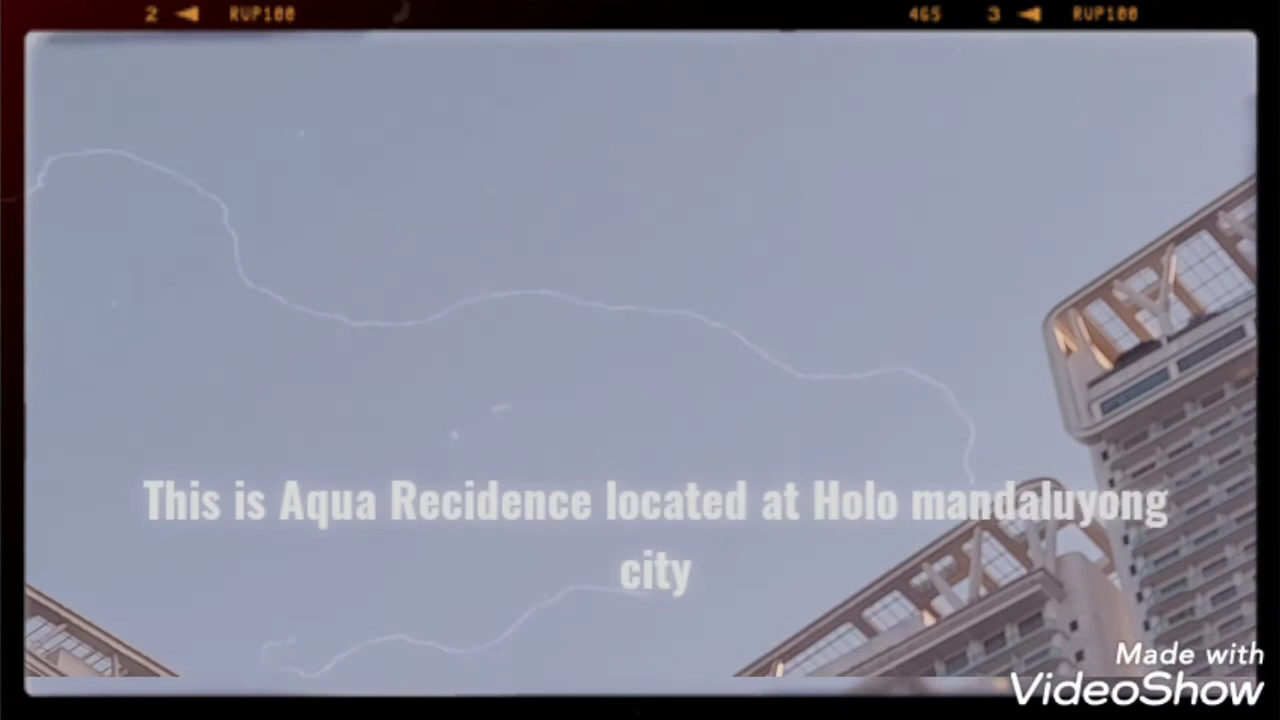 2 ◀ RVP100 465 3 ◀ RVP100
This is Aqua Recidence located at Holo mandaluyong
city
Made with
VideoShow